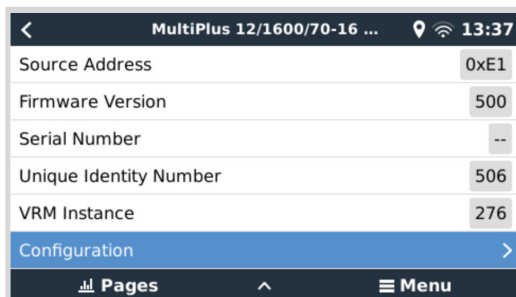 MultiPlus 12/1600/70-16 ... 13:37
Source Address 0xE1
Firmware Version 500
Serial Number --
Unique Identity Number 506
VRM Instance 276
Configuration
Pages Menu